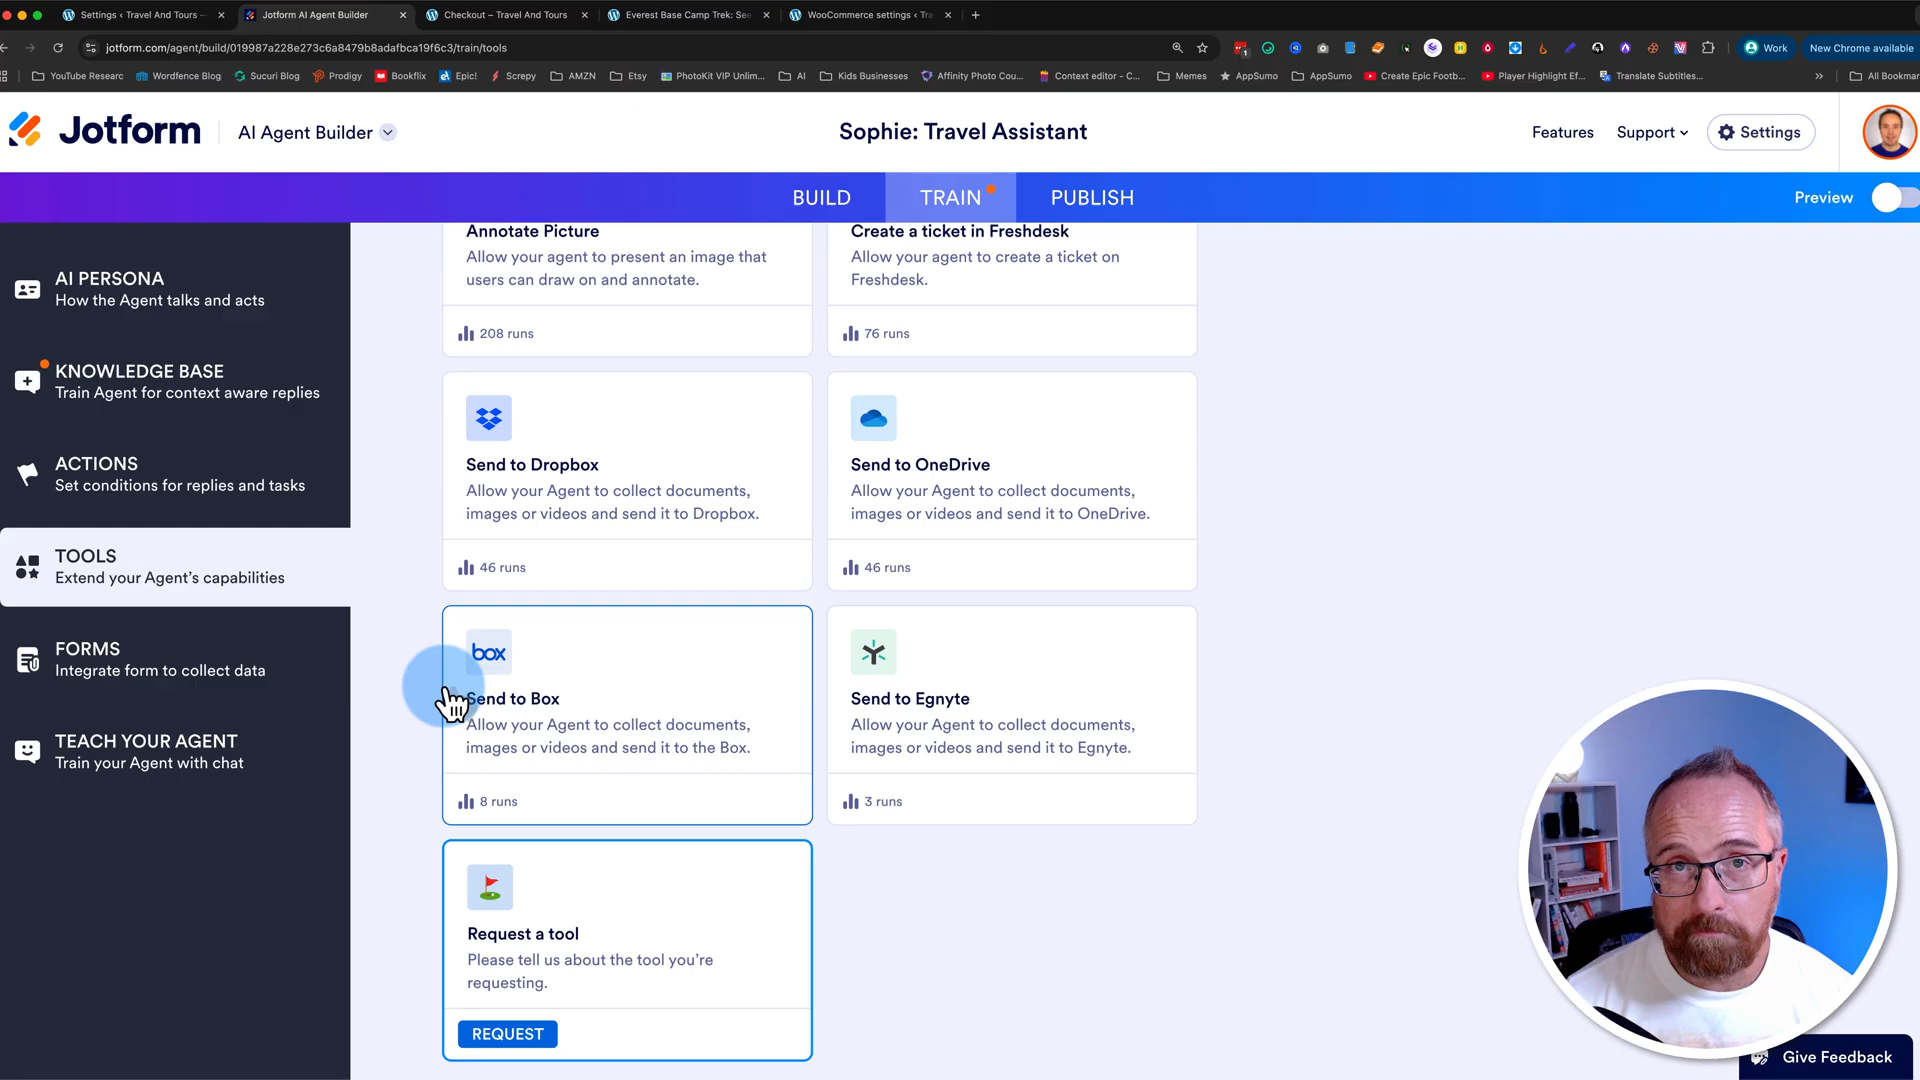 Settings ‹ Travel And Tours —
Jotform AI Agent Builder
Checkout – Travel And Tours
Everest Base Camp Trek: See
WooCommerce settings ‹ Tra
jotform.com/agent/build/019987a228e273c6a8479b8adafbca19f6c3/train/tools
Work
New Chrome available
YouTube Researc
Wordfence Blog
Sucuri Blog
Prodigy
Bookflix
Epic!
Screpy
AMZN
Etsy
PhotoKit VIP Unlim...
AI
Kids Businesses
Affinity Photo Cou...
Context editor - C...
Memes
AppSumo
AppSumo
Create Epic Footb...
Player Highlight Ef...
Translate Subtitles...
All Bookmar
Jotform
AI Agent Builder
Sophie: Travel Assistant
Features
Support
Settings
BUILD
TRAIN
PUBLISH
Preview
AI PERSONA
How the Agent talks and acts
KNOWLEDGE BASE
Train Agent for context aware replies
ACTIONS
Set conditions for replies and tasks
TOOLS
Extend your Agent's capabilities
FORMS
Integrate form to collect data
TEACH YOUR AGENT
Train your Agent with chat
Annotate Picture
Allow your agent to present an image that
users can draw on and annotate.
208 runs
Create a ticket in Freshdesk
Allow your agent to create a ticket on
Freshdesk.
76 runs
Send to Dropbox
Allow your Agent to collect documents,
images or videos and send it to Dropbox.
46 runs
Send to OneDrive
Allow your Agent to collect documents,
images or videos and send it to OneDrive.
46 runs
box
Send to Box
Allow your Agent to collect documents,
images or videos and send it to the Box.
8 runs
Send to Egnyte
Allow your Agent to collect documents,
images or videos and send it to Egnyte.
3 runs
Request a tool
Please tell us about the tool you're
requesting.
REQUEST
Give Feedback